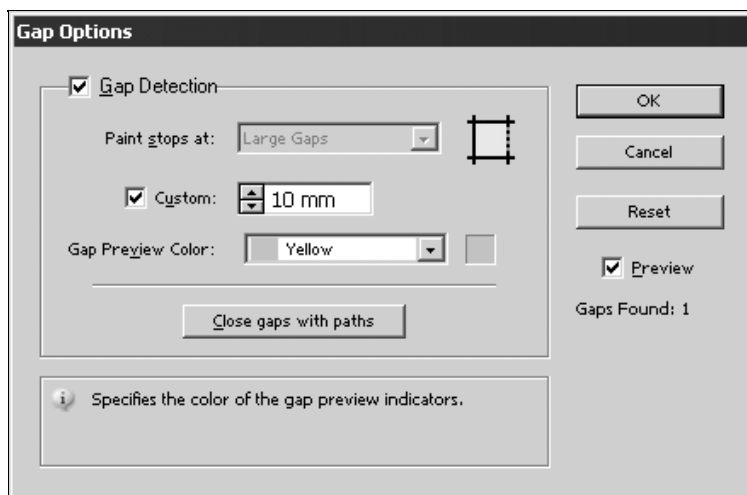 Gap Options
Gap Detection
Paint stops at: Large Gaps
Custom: 10 mm
Gap Preview Color: Yellow
Close gaps with paths
OK
Cancel
Reset
Preview
Gaps Found: 1
Specifies the color of the gap preview indicators.